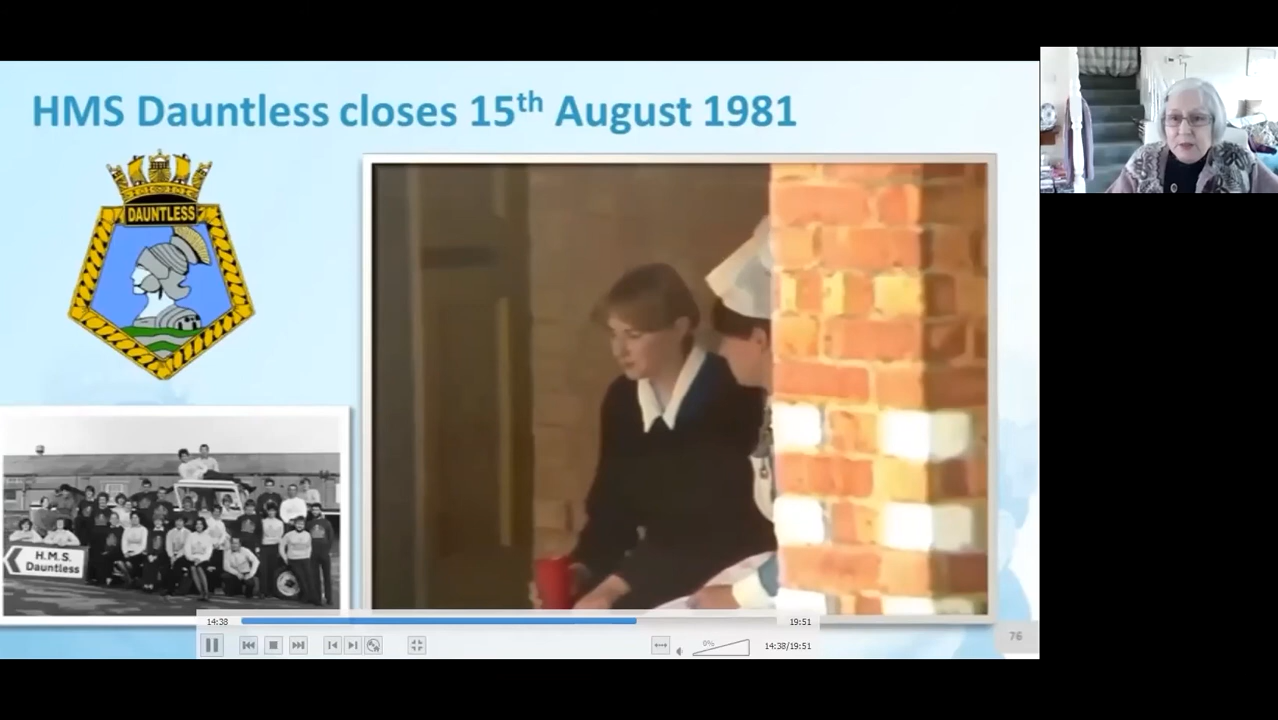 HMS Dauntless closes 15th August 1981
DAUNTLESS
H.M.S.
Dauntless
14:38
19:51
0%
14:38/19:51
76